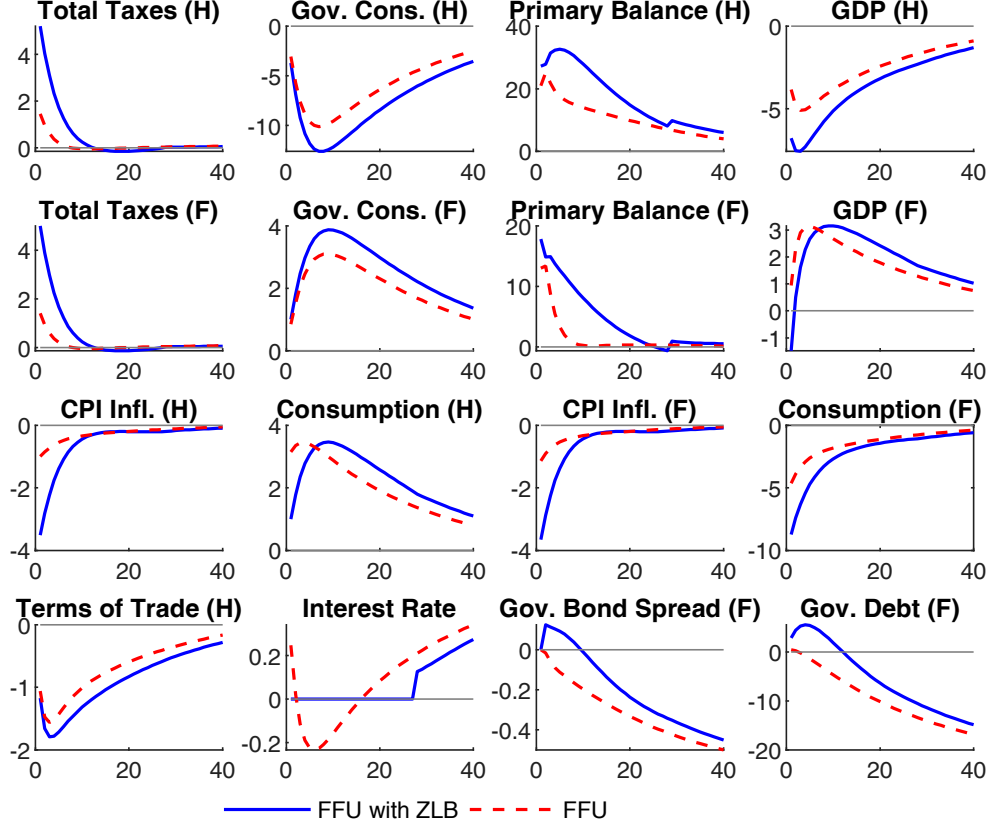 Total Taxes (H) Gov. Cons. (H) Primary Balance (H) GDP (H)
4
2
0
0 20 40
0
-5
-10
0 20 40
40
20
0
0 20 40
0
-5
0 20 40
Total Taxes (F) Gov. Cons. (F) Primary Balance (F) GDP (F)
4
2
0
0 20 40
4
2
0
0 20 40
20
10
0
0 20 40
3
2
1
0
-1
0 20 40
CPI Infl. (H) Consumption (H) CPI Infl. (F) Consumption (F)
0
-2
-4
0 20 40
4
2
0
0 20 40
0
-2
-4
0 20 40
0
-5
-10
0 20 40
Terms of Trade (H) Interest Rate Gov. Bond Spread (F) Gov. Debt (F)
0
-1
-2
0 20 40
0.2
0
-0.2
0 20 40
0
-0.2
-0.4
0 20 40
0
-10
-20
0 20 40
FFU with ZLB FFU